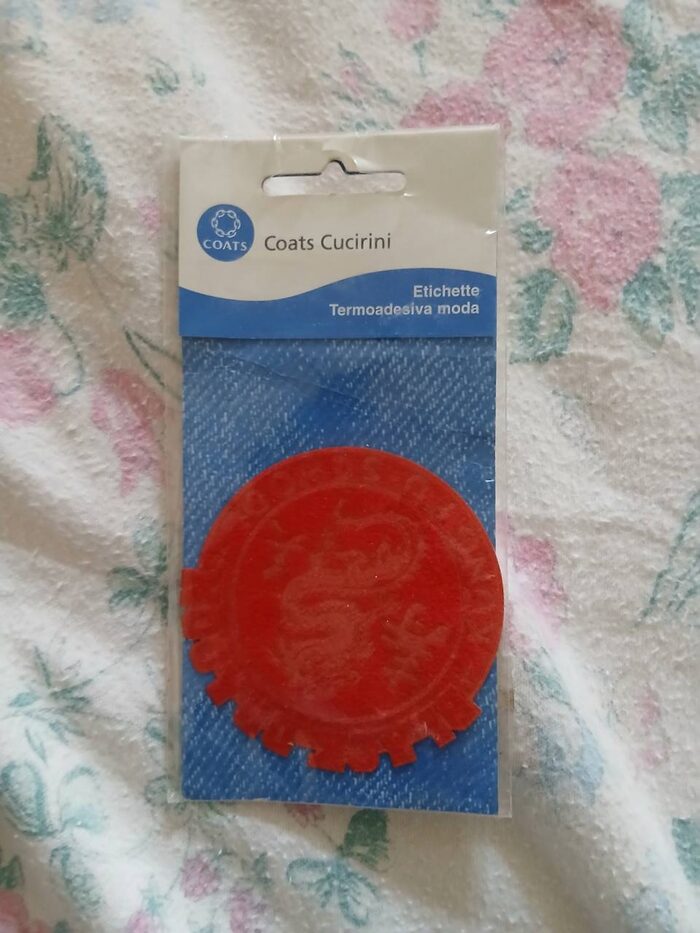 COATS
Coats Cucirini
Etichette
Termoadesiva moda